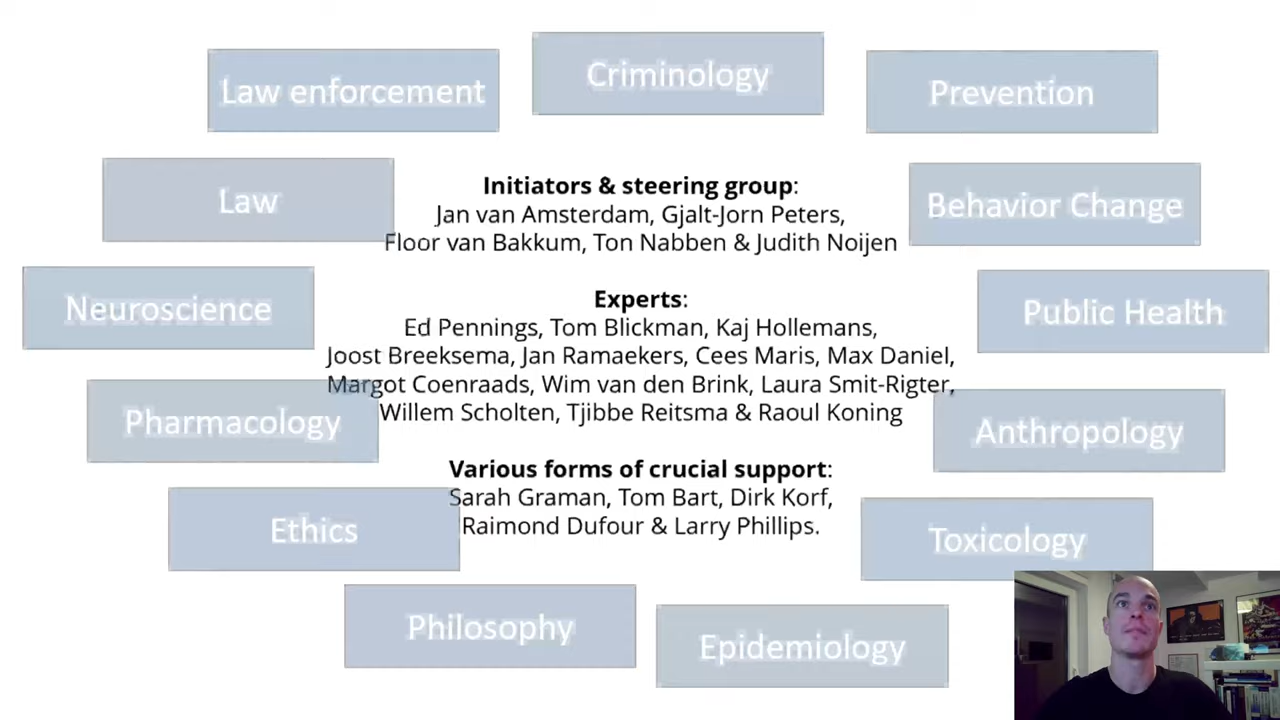 Criminology
Law enforcement
Prevention
Law
Behavior Change
Neuroscience
Public Health
Pharmacology
Anthropology
Ethics
Toxicology
Philosophy
Epidemiology
Initiators & steering group:
Jan van Amsterdam, Gjalt-Jorn Peters,
Floor van Bakkum, Ton Nabben & Judith Noijen
Experts:
Ed Pennings, Tom Blickman, Kaj Hollemans,
Joost Breeksema, Jan Ramaekers, Cees Maris, Max Daniel,
Margot Coenraads, Wim van den Brink, Laura Smit-Rigter,
Willem Scholten, Tjibbe Reitsma & Raoul Koning
Various forms of crucial support:
Sarah Graman, Tom Bart, Dirk Korf,
Raimond Dufour & Larry Phillips.